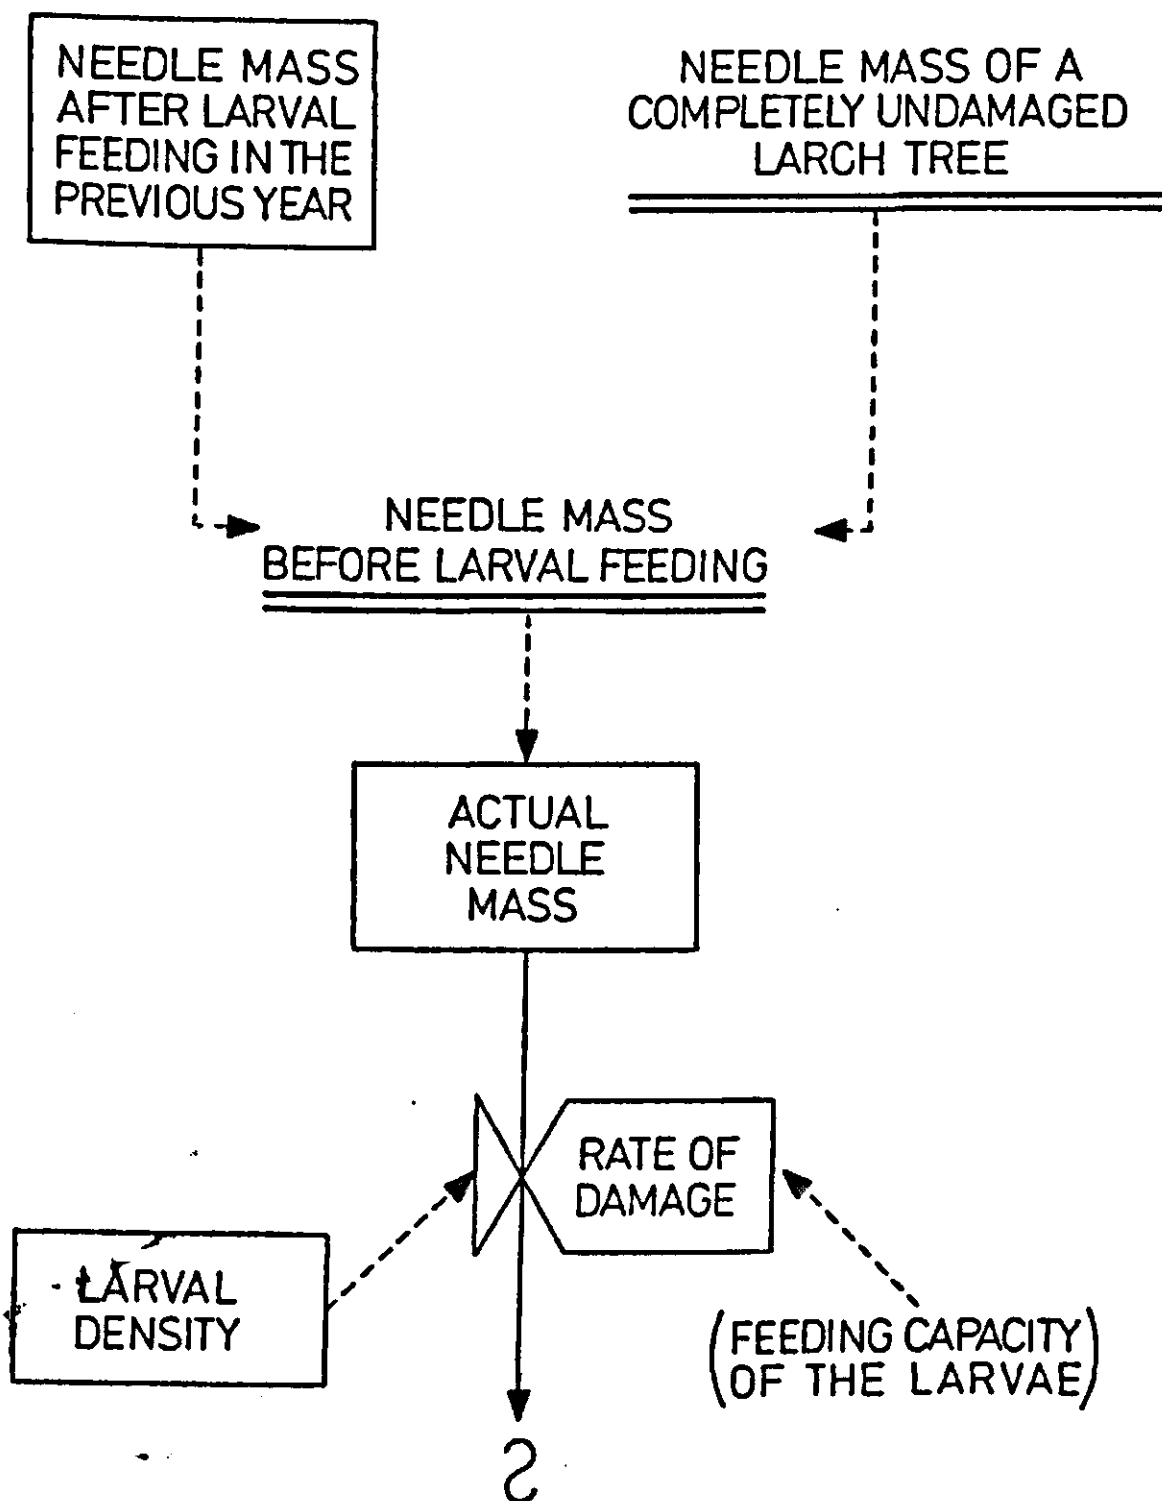 NEEDLE MASS
AFTER LARVAL
FEEDING IN THE
PREVIOUS YEAR
NEEDLE MASS OF A
COMPLETELY UNDAMAGED
LARCH TREE
NEEDLE MASS
BEFORE LARVAL FEEDING
ACTUAL
NEEDLE
MASS
RATE OF
DAMAGE
LARVAL
DENSITY
(FEEDING CAPACITY
OF THE LARVAE)